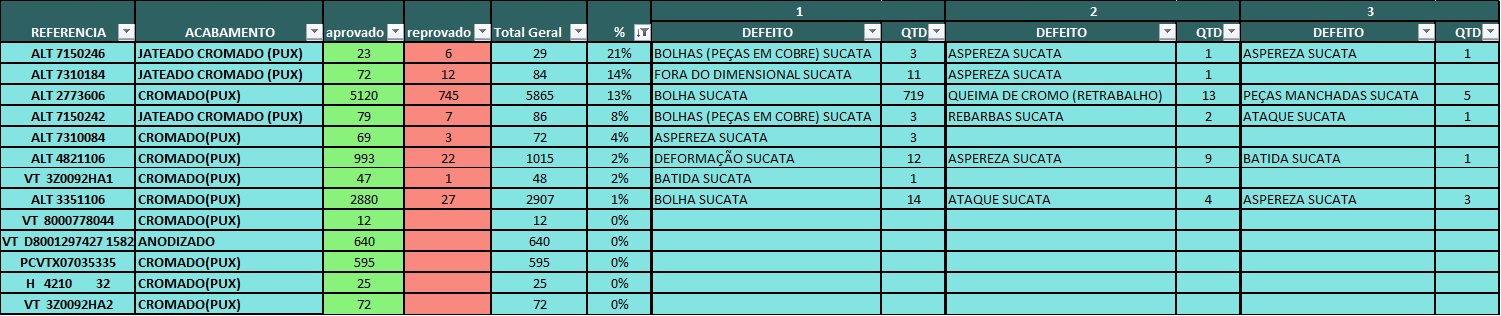 1 2 3
REFERENCIA ACABAMENTO aprovado reprovado Total Geral % DEFEITO QTD DEFEITO QTD DEFEITO QTD
ALT 7150246 JATEADO CROMADO (PUX) 23 6 29 21% BOLHAS (PEÇAS EM COBRE) SUCATA 3 ASPEREZA SUCATA 1 ASPEREZA SUCATA 1
ALT 7310184 JATEADO CROMADO (PUX) 72 12 84 14% FORA DO DIMENSIONAL SUCATA 11 ASPEREZA SUCATA 1
ALT 2773606 CROMADO(PUX) 5120 745 5865 13% BOLHA SUCATA 719 QUEIMA DE CROMO (RETRABALHO) 13 PEÇAS MANCHADAS SUCATA 5
ALT 7150242 JATEADO CROMADO (PUX) 79 7 86 8% BOLHAS (PEÇAS EM COBRE) SUCATA 3 REBARBAS SUCATA 2 ATAQUE SUCATA 1
ALT 7310084 CROMADO(PUX) 69 3 72 4% ASPEREZA SUCATA 3
ALT 4821106 CROMADO(PUX) 993 22 1015 2% DEFORMAÇÃO SUCATA 12 ASPEREZA SUCATA 9 BATIDA SUCATA 1
VT 3Z0092HA1 CROMADO(PUX) 47 1 48 2% BATIDA SUCATA 1
ALT 3351106 CROMADO(PUX) 2880 27 2907 1% BOLHA SUCATA 14 ATAQUE SUCATA 4 ASPEREZA SUCATA 3
VT 8000778044 CROMADO(PUX) 12 12 0%
VT D8001297427 1582 ANODIZADO 640 640 0%
PCVTX07035335 CROMADO(PUX) 595 595 0%
H 4210 32 CROMADO(PUX) 25 25 0%
VT 3Z0092HA2 CROMADO(PUX) 72 72 0%